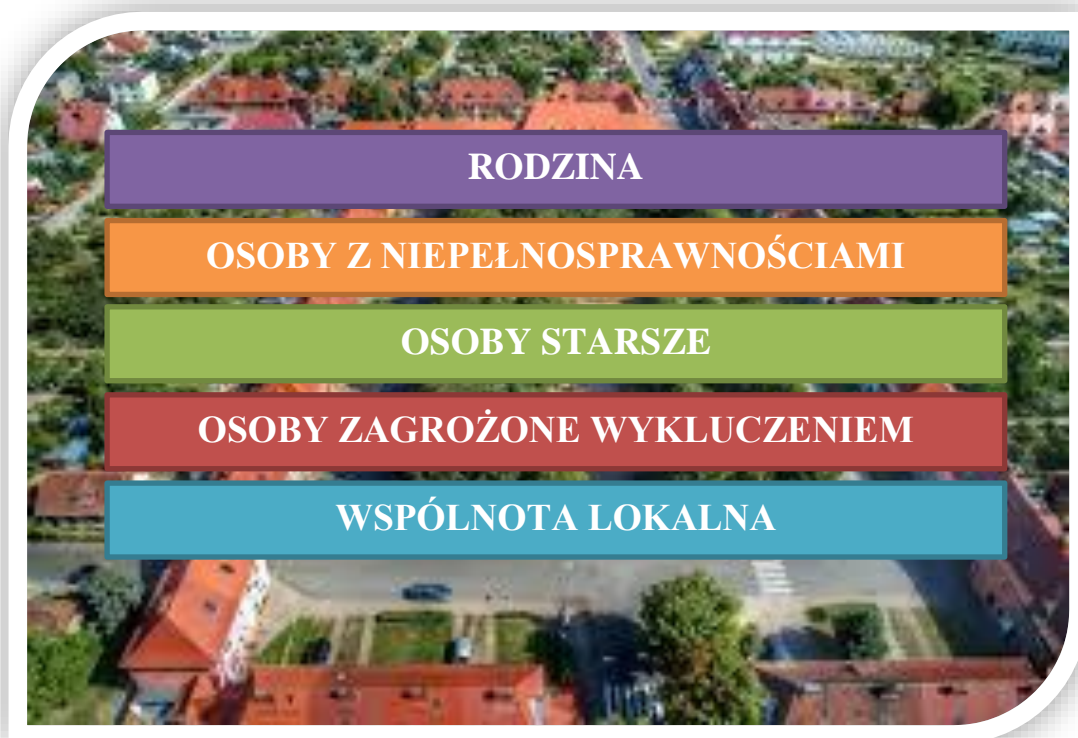 RODZINA
OSOBY Z NIEPEŁNOSPRAWNOŚCIAMI
OSOBY STARSZE
OSOBY ZAGROŻONE WYKLUCZENIEM
WSPÓLNOTA LOKALNA